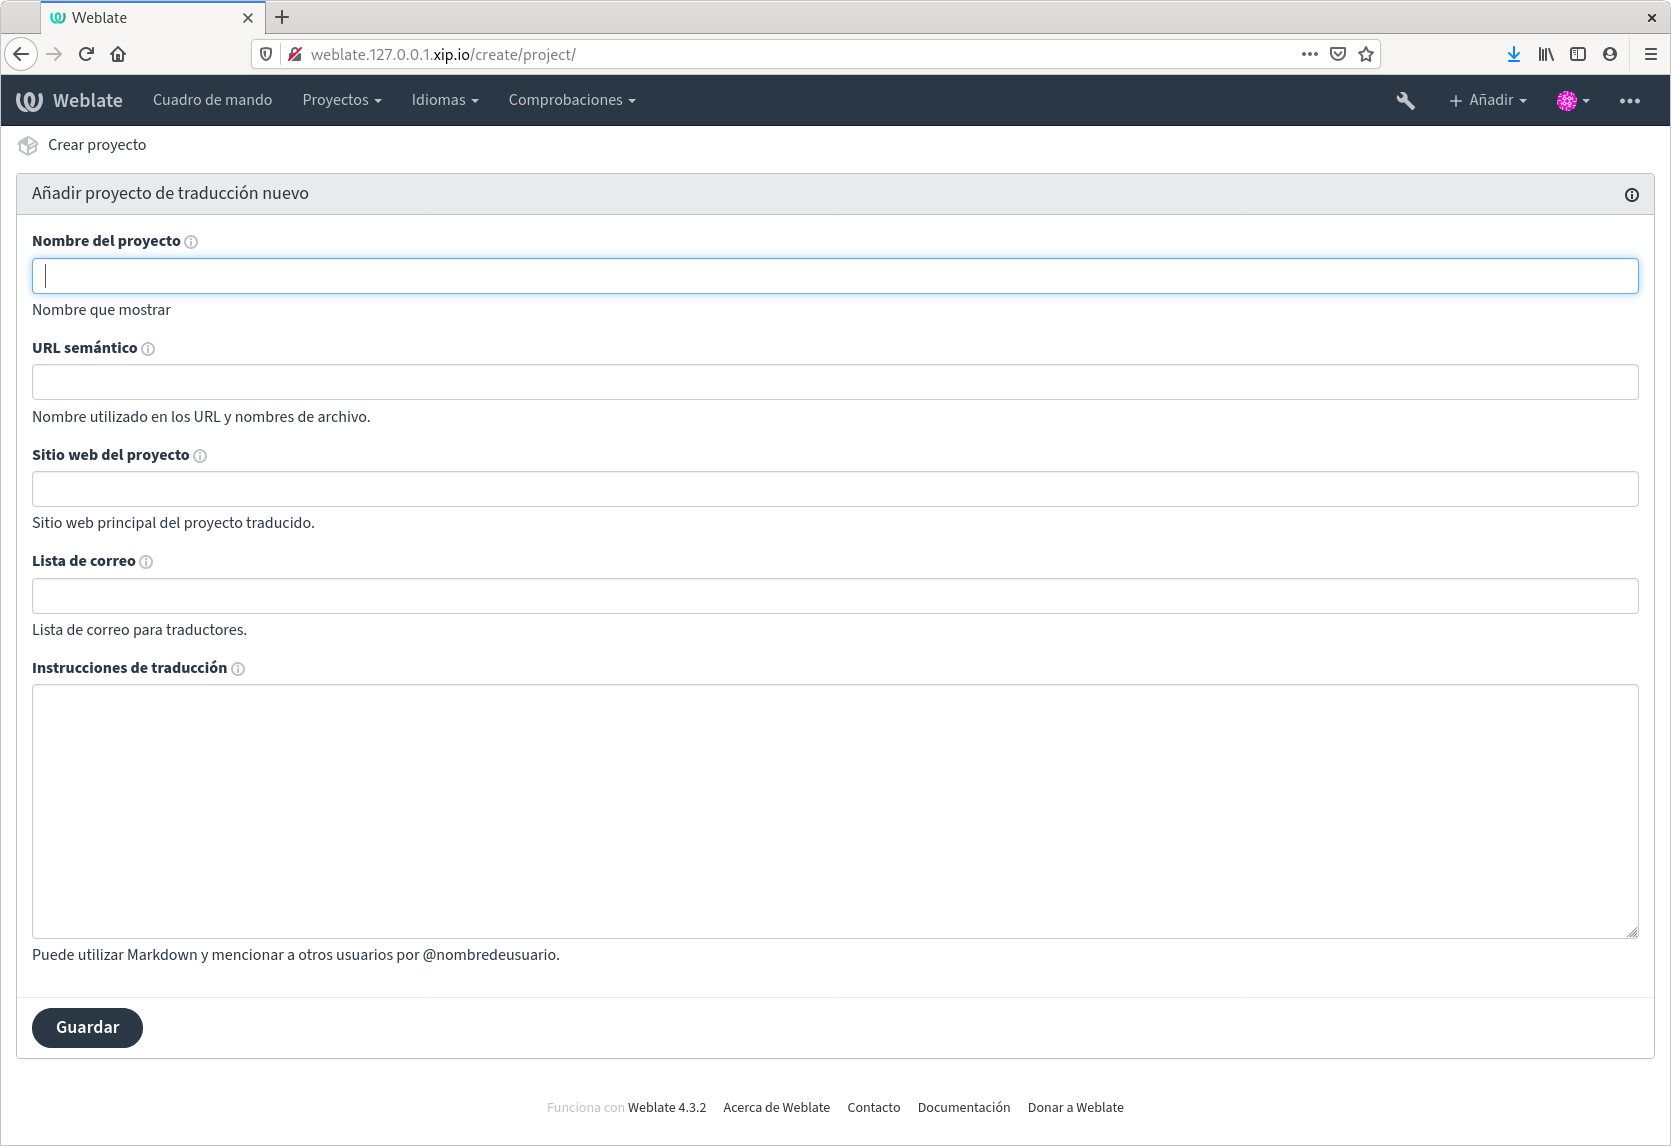 Weblate
weblate.127.0.0.1.xip.io/create/project/
Weblate Cuadro de mando Proyectos Idiomas Comprobaciones Añadir
Crear proyecto
Añadir proyecto de traducción nuevo
Nombre del proyecto
Nombre que mostrar
URL semántico
Nombre utilizado en los URL y nombres de archivo.
Sitio web del proyecto
Sitio web principal del proyecto traducido.
Lista de correo
Lista de correo para traductores.
Instrucciones de traducción
Puede utilizar Markdown y mencionar a otros usuarios por @nombredeusuario.
Guardar
Funciona con Weblate 4.3.2 Acerca de Weblate Contacto Documentación Donar a Weblate